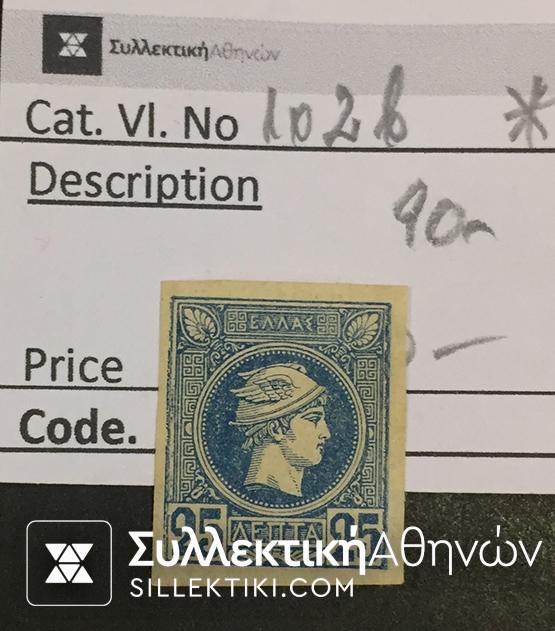 ΣυλλεκτικήΑθηνών
Cat. Vl. No 102b *
Description
90-
Price -
Code.
ΕΛΛΑΣ
25 ΛΕΠΤΑ 25
ΣυλλεκτικήΑθηνών
SILLEKTIKI.COM